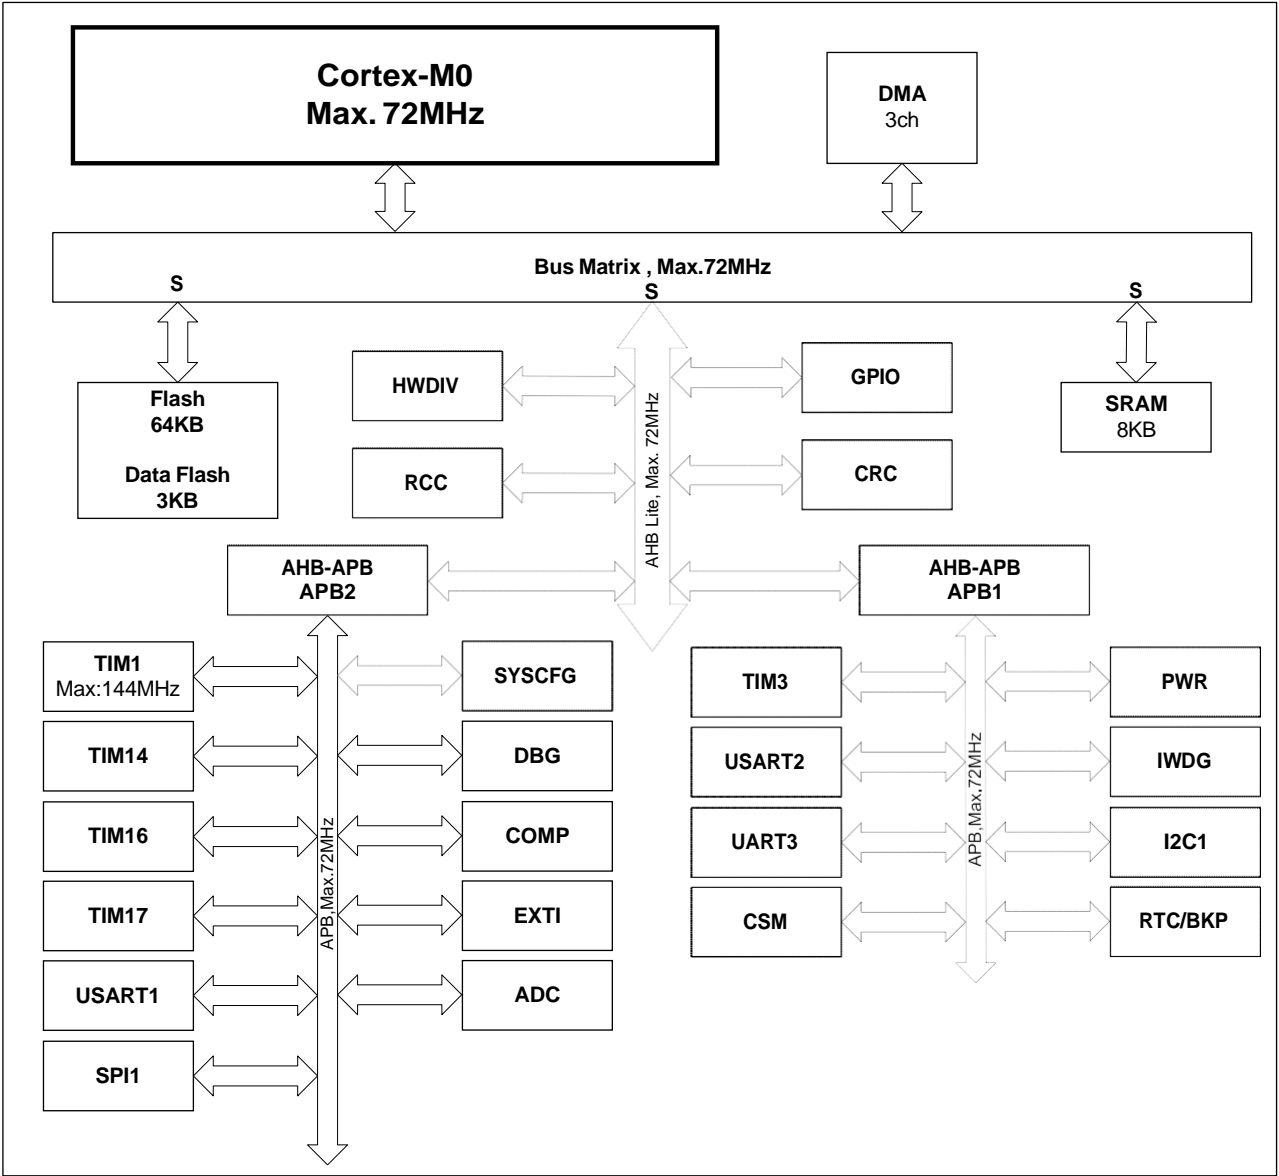 Cortex-M0
Max. 72MHz
DMA
3ch
Bus Matrix , Max.72MHz
S
S
S
Flash
64KB
Data Flash
3KB
HWDIV
GPIO
SRAM
8KB
RCC
CRC
AHB Lite, Max. 72MHz
AHB-APB
APB2
AHB-APB
APB1
TIM1
Max:144MHz
SYSCFG
TIM14
DBG
TIM16
COMP
APB,Max.72MHz
TIM17
EXTI
USART1
ADC
SPI1
TIM3
PWR
USART2
IWDG
APB,Max.72MHz
UART3
I2C1
CSM
RTC/BKP